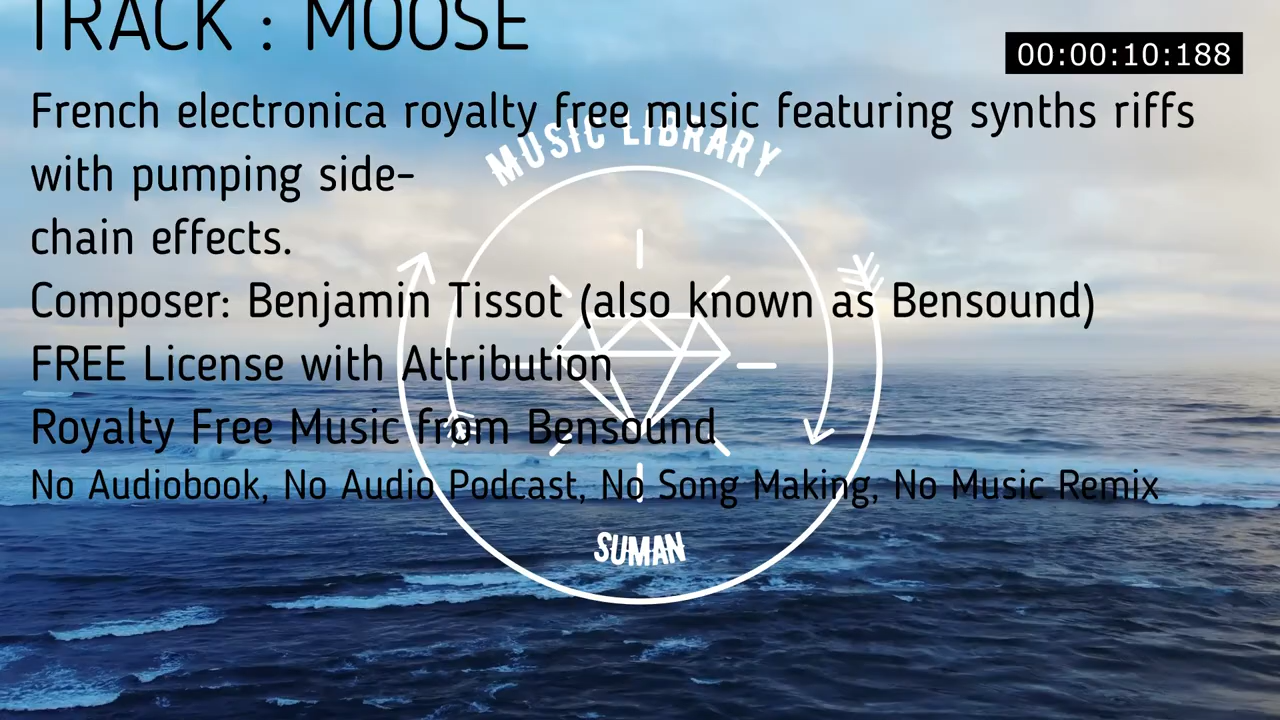 TRACK : MOOSE
00:00:10:188
French electronica royalty free music featuring synths riffs
with pumping side-
chain effects.
Composer: Benjamin Tissot (also known as Bensound)
FREE License with Attribution
Royalty Free Music from Bensound
No Audiobook, No Audio Podcast, No Song Making, No Music Remix
MUSIC LIBRARY
SUMAN